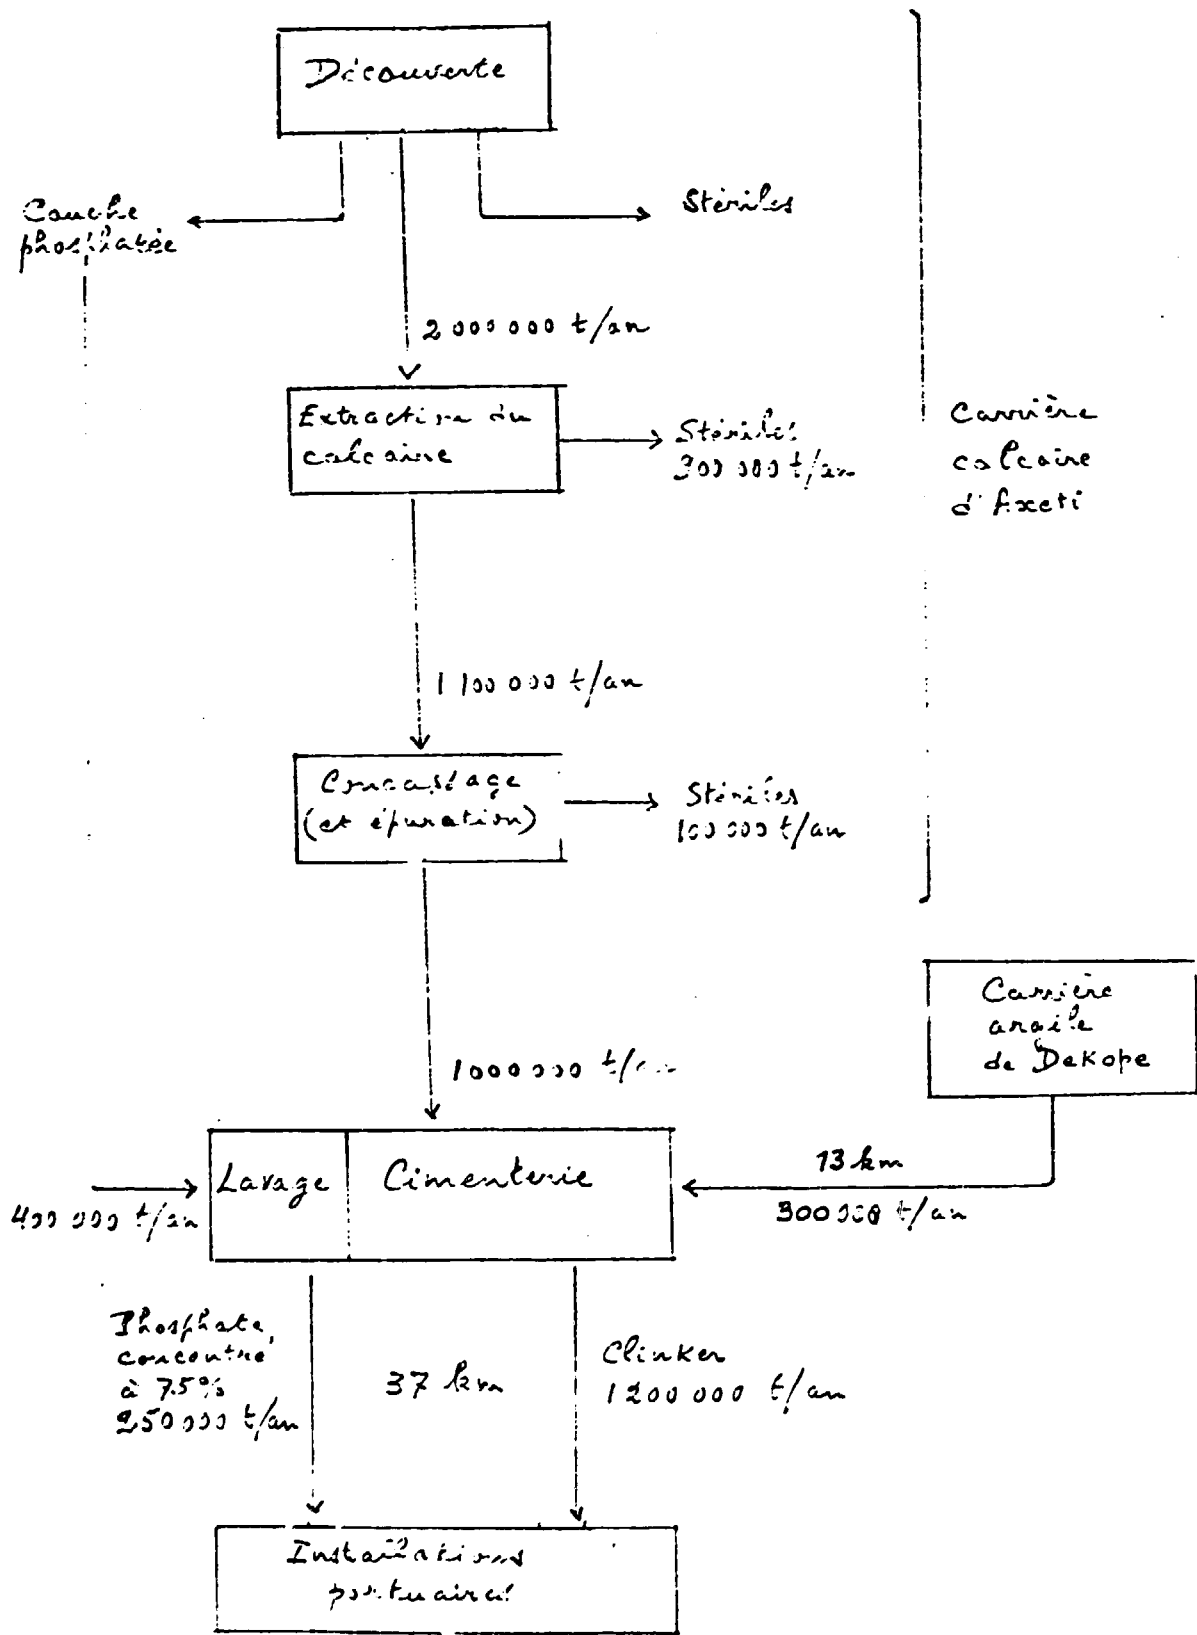 Découverte
Couche
phosphatée
Stériles
2 000 000 t/an
Extraction du
calcaire
Stériles
300 000 t/an
Carrière
calcaire
d'Axeti
1 100 000 t/an
Concassage
(et épuration)
Stériles
100 000 t/an
Carrière
argile
de Dekope
1 000 000 t/an
Lavage
Cimenterie
13 km
300 000 t/an
400 000 t/an
Phosphate
concentré
à 75%
250 000 t/an
37 km
Clinker
1 200 000 t/an
Installations
portuaires